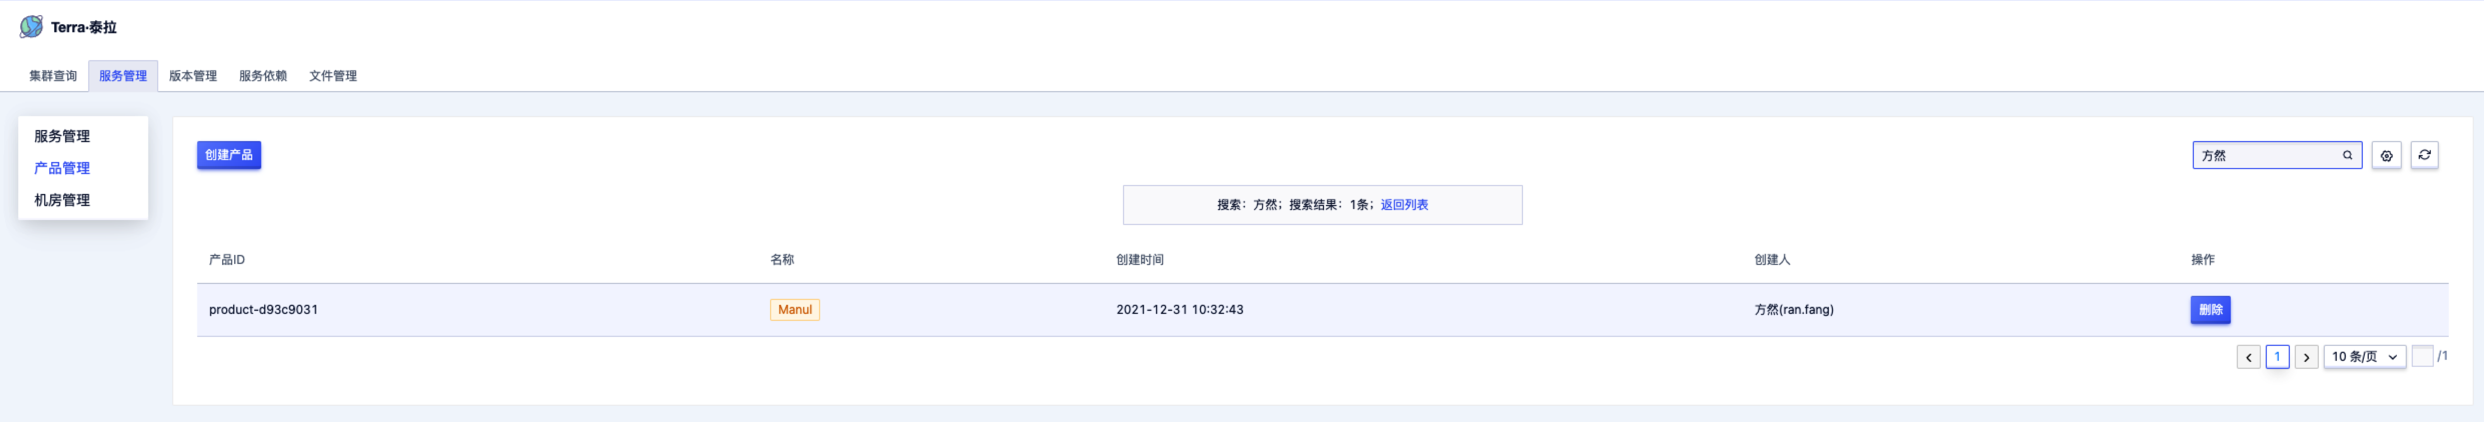 Terra·泰拉
集群查询 服务管理 版本管理 服务依赖 文件管理
服务管理
产品管理
机房管理
创建产品
方然
搜索：方然；搜索结果：1条；返回列表
产品ID 名称 创建时间 创建人 操作
product-d93c9031 Manul 2021-12-31 10:32:43 方然(ran.fang) 删除
1 10 条/页 /1